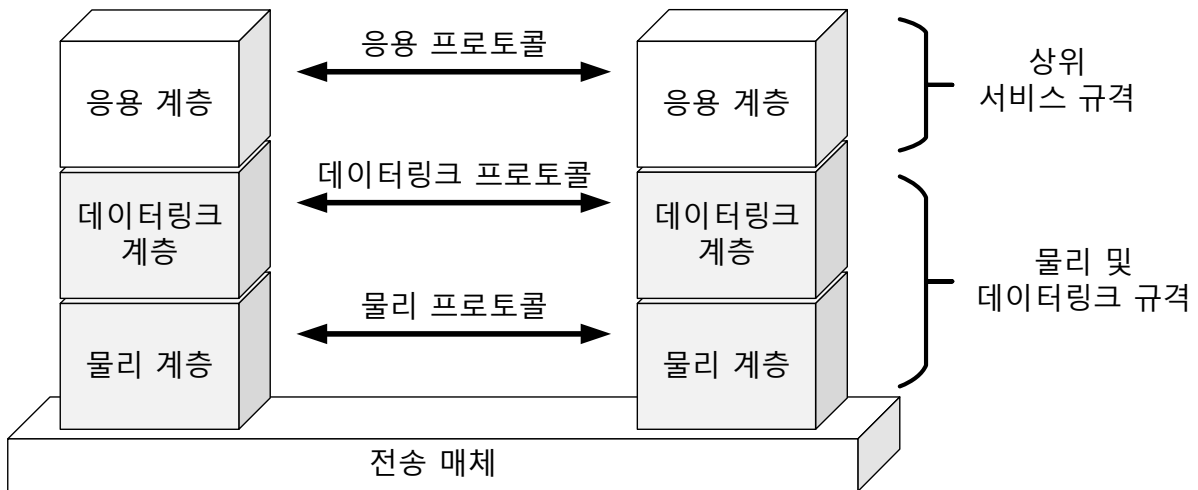 응용 프로토콜
응용 계층
응용 계층
상위
서비스 규격
데이터링크 프로토콜
데이터링크
계층
데이터링크
계층
물리 및
데이터링크 규격
물리 프로토콜
물리 계층
물리 계층
전송 매체